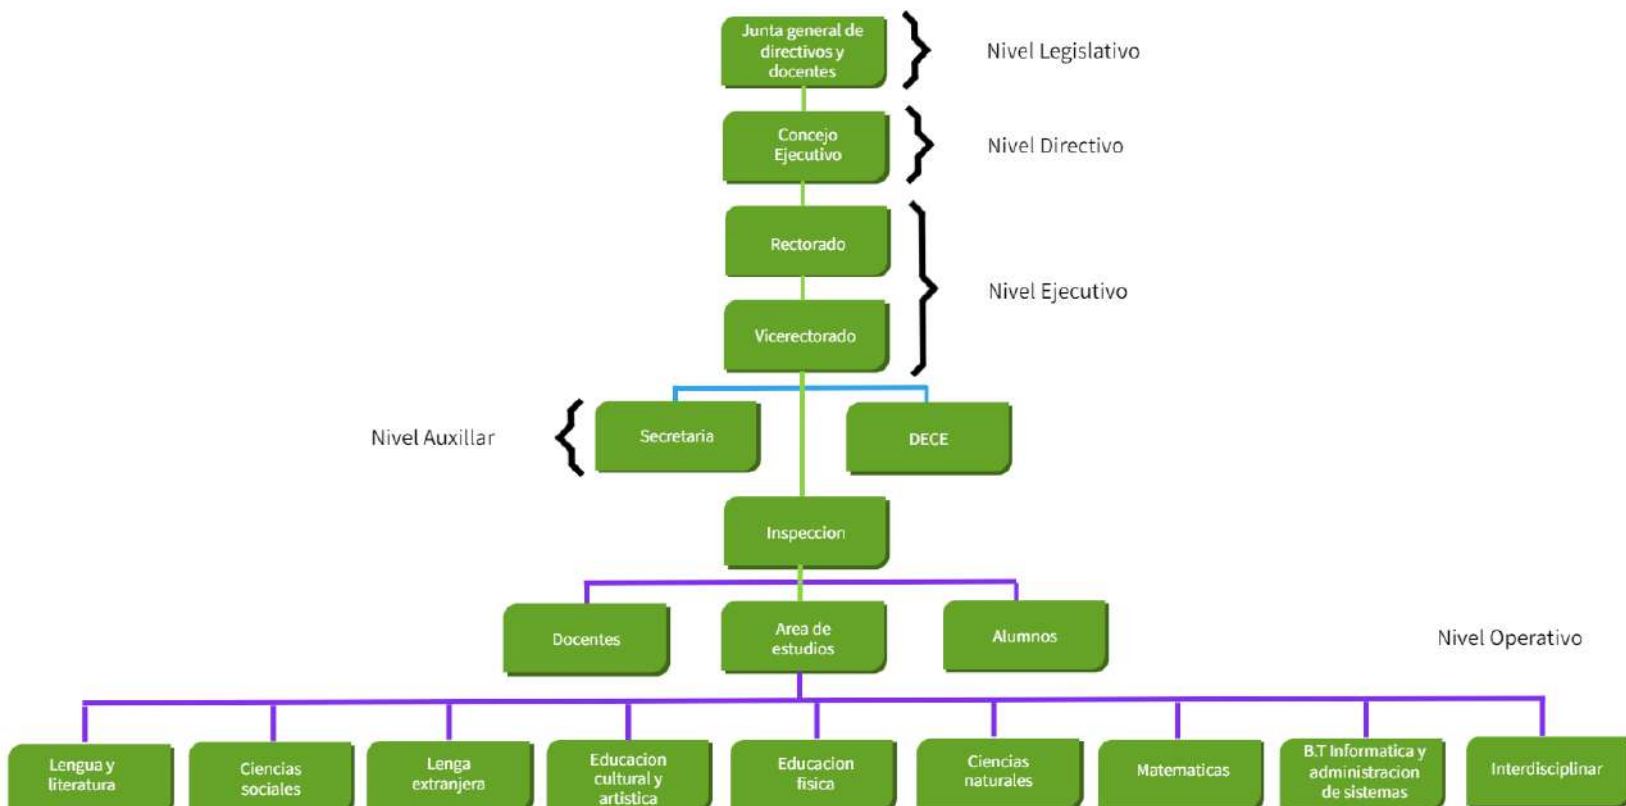 Junta general de
directivos y
docentes
Nivel Legislativo
Concejo
Ejecutivo
Nivel Directivo
Rectorado
Nivel Ejecutivo
Vicerectorado
Nivel Auxillar
Secretaria
DECE
Inspeccion
Docentes
Area de
estudios
Alumnos
Nivel Operativo
Lengua y
literatura
Ciencias
sociales
Lenga
extranjera
Educacion
cultural y
artistica
Educacion
fisica
Ciencias
naturales
Matematicas
B.T Informatica y
administracion
de sistemas
Interdisciplinar